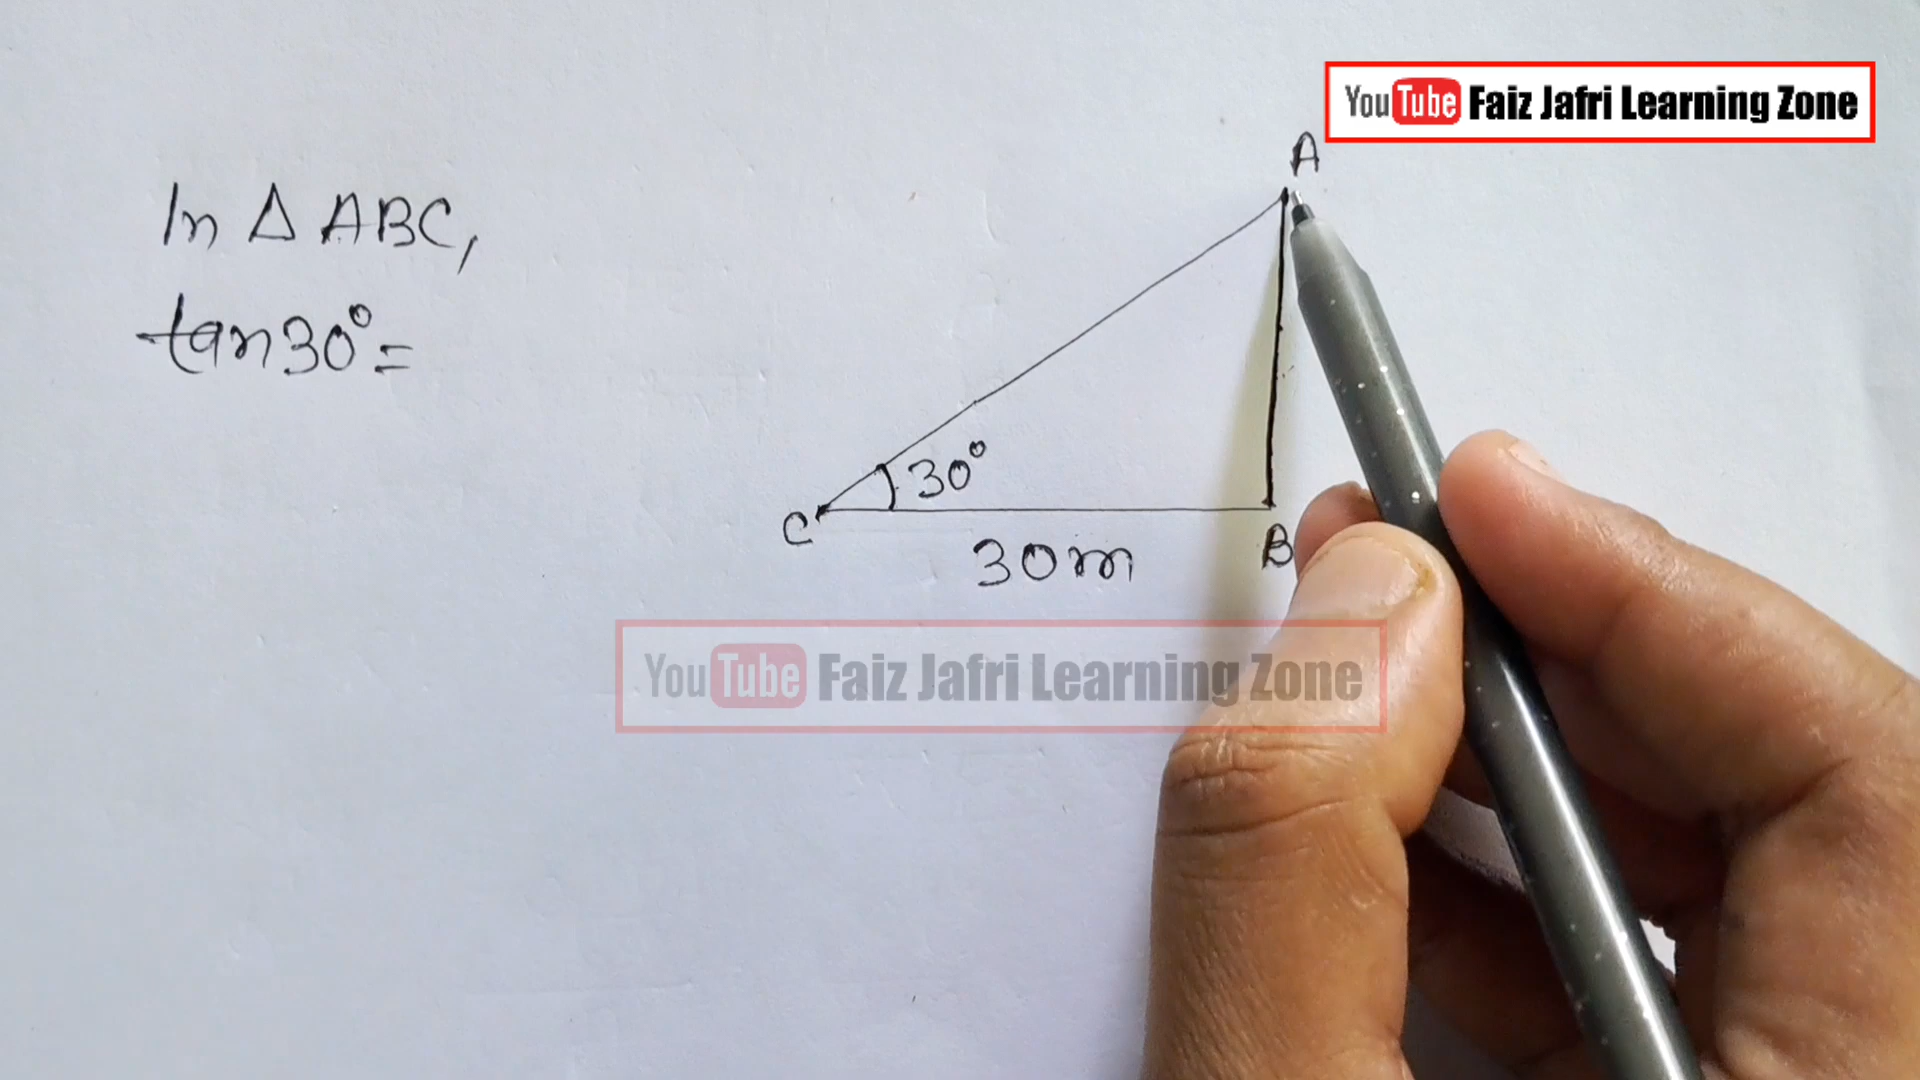 YouTube Faiz Jafri Learning Zone
A
In △ ABC,
tan30°=
30°
C
B
30m
YouTube Faiz Jafri Learning Zone